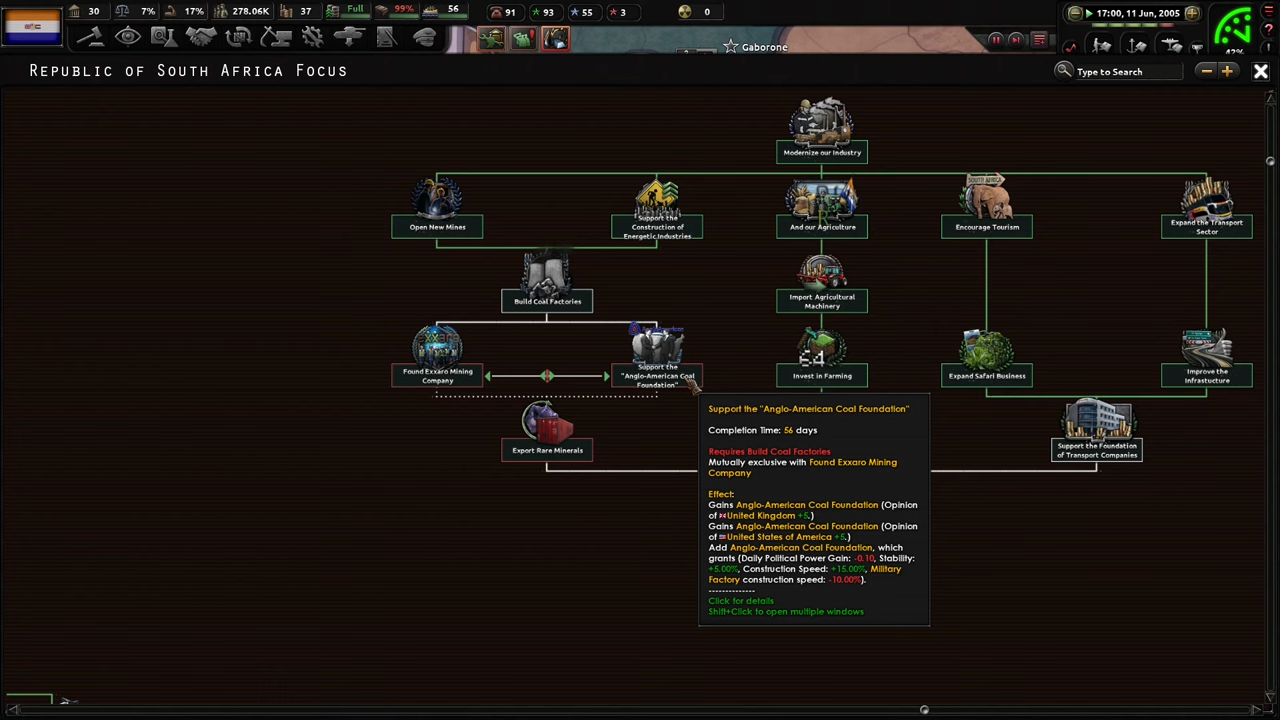 30 7% 17% 278.06K 37 Full 99% 56 91 93 55 3 0
17:00, 11 Jun, 2005
42%
Gaborone
Republic of South Africa Focus
Type to Search
Modernize our Industry
Open New Mines
Support the
Construction of
Energetic Industries
And our Agriculture
Encourage Tourism
Expand the Transport
Sector
Build Coal Factories
Import Agricultural
Machinery
Found Exxaro Mining
Company
Support the
"Anglo-American Coal
Foundation"
Invest in Farming
Expand Safari Business
Improve the
Infrastucture
Export Rare Minerals
Support the Foundation
of Transport Companies
Support the "Anglo-American Coal Foundation"
Completion Time: 56 days
Requires Build Coal Factories
Mutually exclusive with Found Exxaro Mining
Company
Effect:
Gains Anglo-American Coal Foundation (Opinion
of United Kingdom +5.)
Gains Anglo-American Coal Foundation (Opinion
of United States of America +5.)
Add Anglo-American Coal Foundation, which
grants (Daily Political Power Gain: -0.10, Stability:
+5.00%, Construction Speed: +15.00%, Military
Factory construction speed: -10.00%).
--------------
Click for details
Shift+Click to open multiple windows